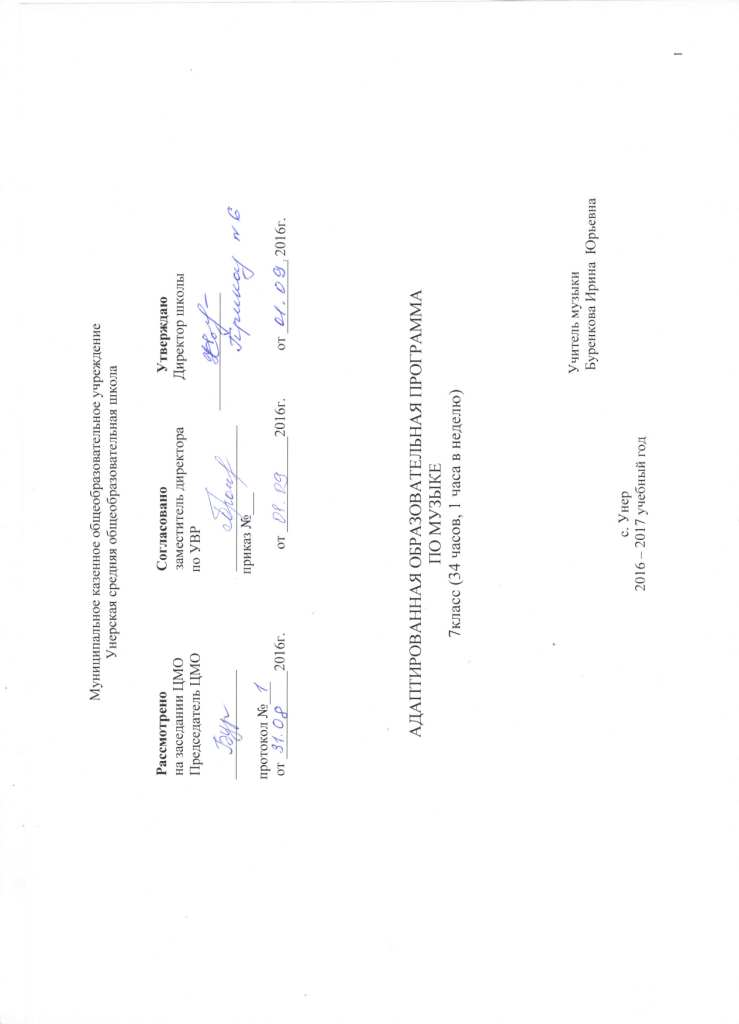 Муниципальное казенное общеобразовательное учреждение
Унерская средняя общеобразовательная школа
Рассмотрено
на заседании ЦМО
Председатель ЦМО
Бур
протокол № 1
от 31.08 2016г.
Согласовано
заместитель директора
по УВР
приказ №
от 01.09 2016г.
Утверждаю
Директор школы
Приказ № 6
от 01.09. 2016г.
АДАПТИРОВАННАЯ ОБРАЗОВАТЕЛЬНАЯ ПРОГРАММА
ПО МУЗЫКЕ
7класс (34 часов, 1 часа в неделю)
Учитель музыки
Буренкова Ирина Юрьевна
с. Унер
2016 – 2017 учебный год
1